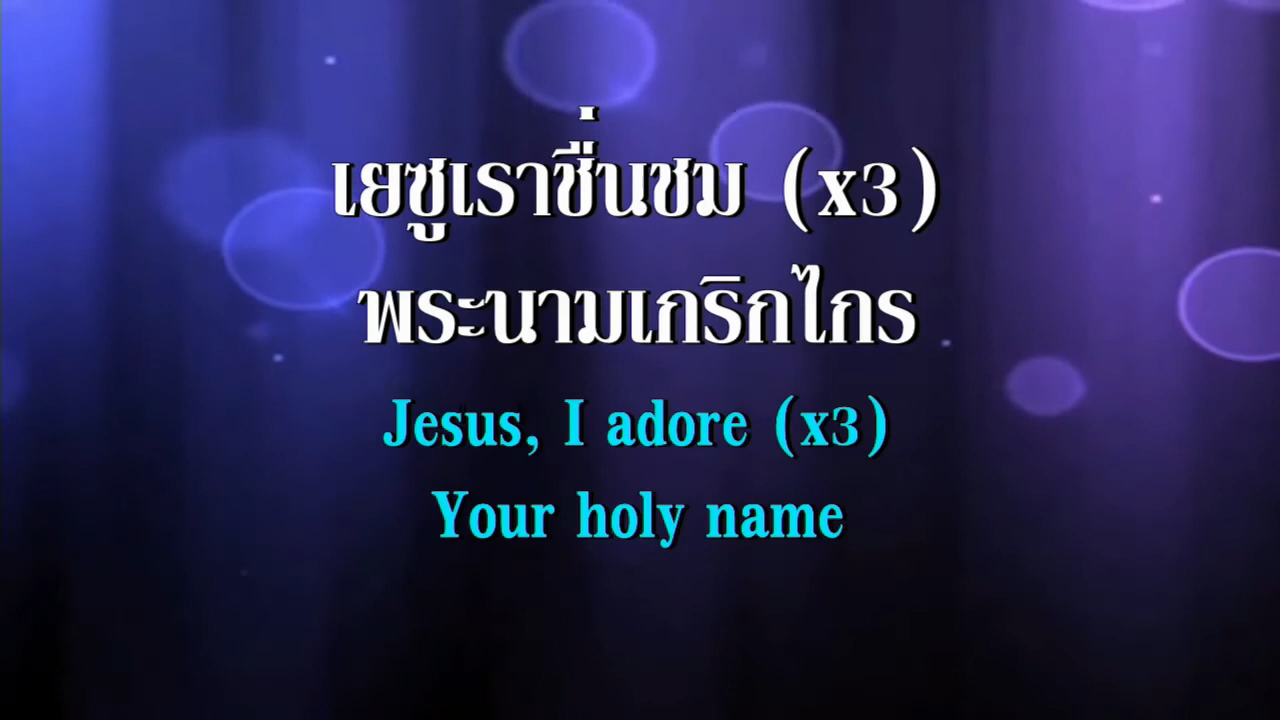 เยซูเราชื่นชม (x3)
พระนามเกริกไกร
Jesus, I adore (x3)
Your holy name